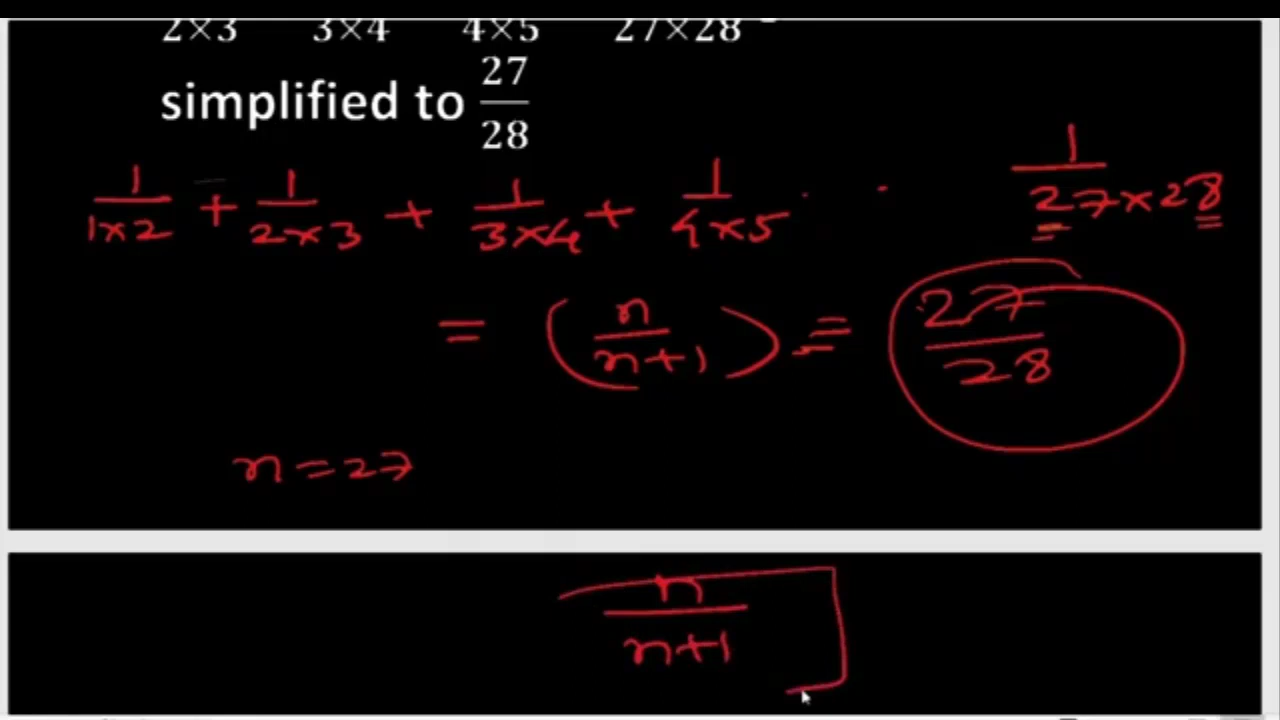 2×3 3×4 4×5 27×28
simplified to 27/28
1/1×2 + 1/2×3 + 1/3×4 + 1/4×5 . . 1/27×28
= (n/n+1) = 27/28
n=27
n/n+1